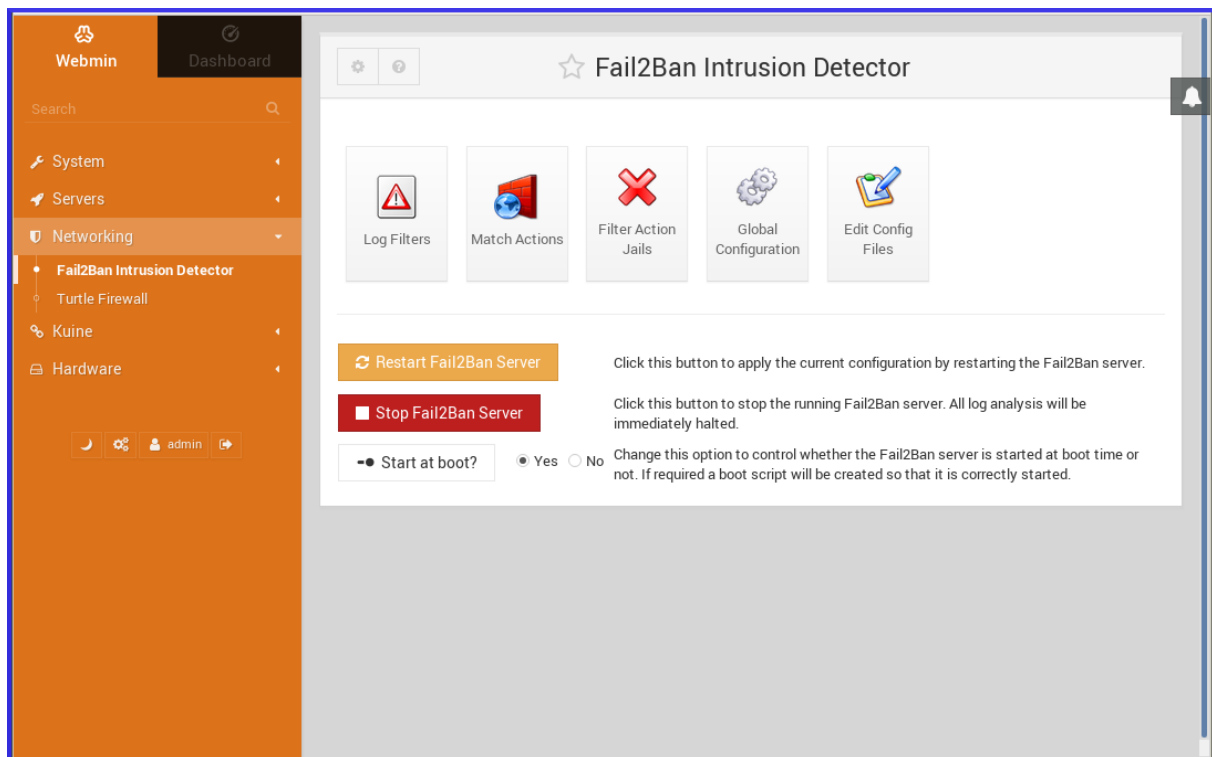 Webmin
Dashboard
Fail2Ban Intrusion Detector
Search
System
Servers
Networking
Fail2Ban Intrusion Detector
Turtle Firewall
Kuine
Hardware
admin
Log Filters
Match Actions
Filter Action
Jails
Global
Configuration
Edit Config
Files
Restart Fail2Ban Server
Click this button to apply the current configuration by restarting the Fail2Ban server.
Stop Fail2Ban Server
Click this button to stop the running Fail2Ban server. All log analysis will be
immediately halted.
Start at boot?
Yes
No
Change this option to control whether the Fail2Ban server is started at boot time or
not. If required a boot script will be created so that it is correctly started.